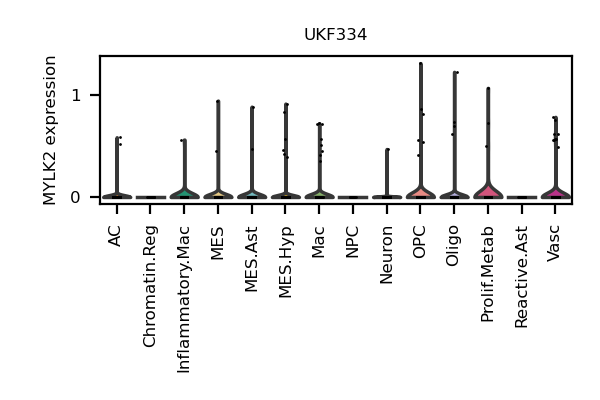 UKF334
MYLK2 expression
1
0
AC
Chromatin.Reg
Inflammatory.Mac
MES
MES.Ast
MES.Hyp
Mac
NPC
Neuron
OPC
Oligo
Prolif.Metab
Reactive.Ast
Vasc